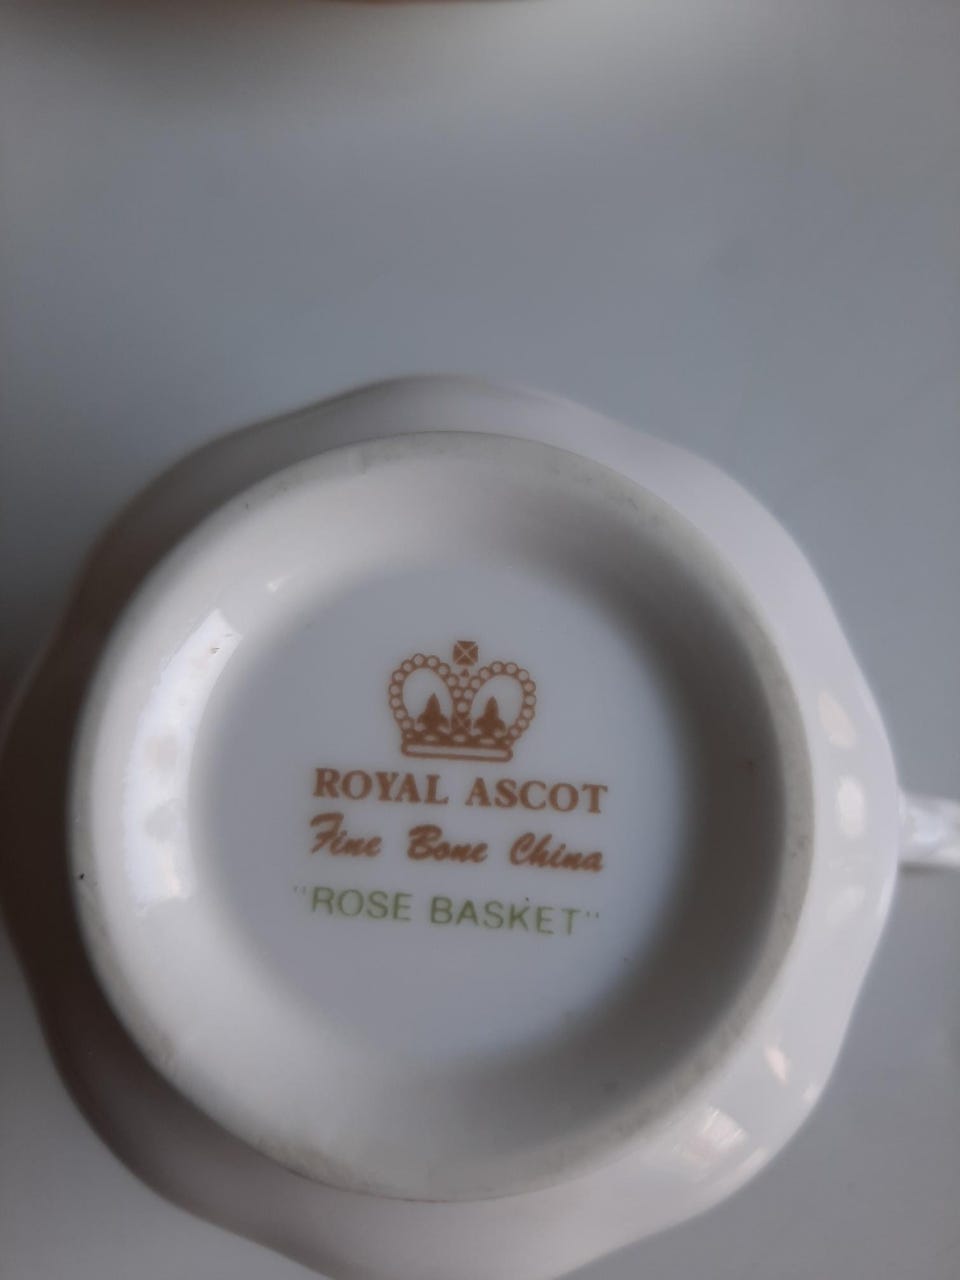 ROYAL ASCOT
Fine Bone China
"ROSE BASKET"